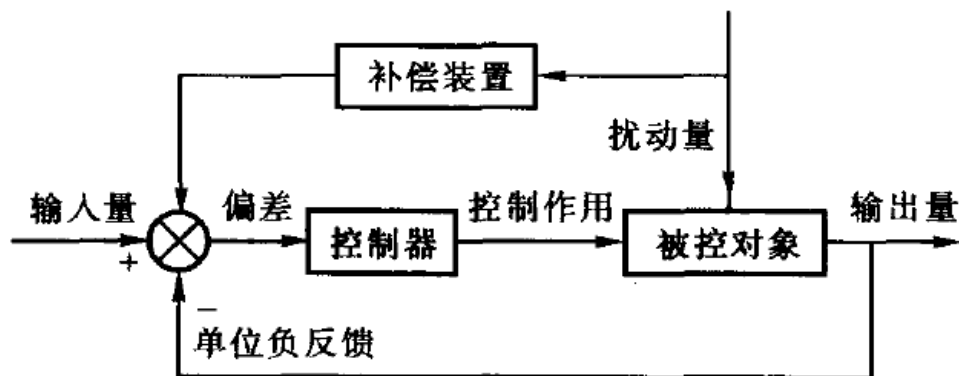 补偿装置
扰动量
输入量
偏差
控制作用
输出量
+
控制器
被控对象
−
单位负反馈